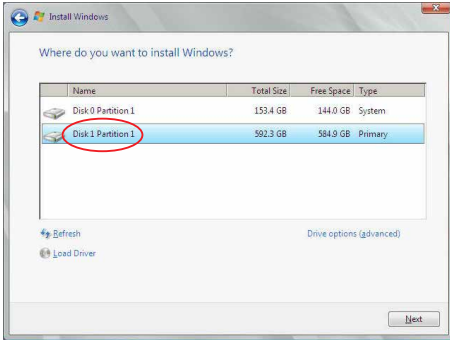 Install Windows
Where do you want to install Windows?
Name Total Size Free Space Type
Disk 0 Partition 1 153.4 GB 144.0 GB System
Disk 1 Partition 1 592.3 GB 584.9 GB Primary
Refresh Drive options (advanced)
Load Driver
Next